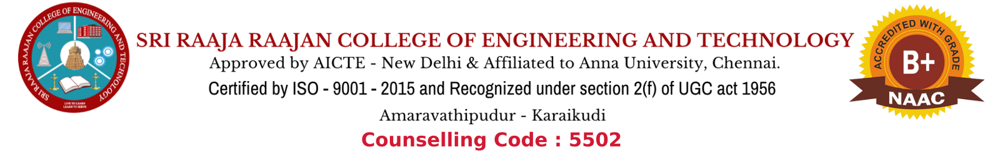 SRI RAAJA RAAJAN COLLEGE OF ENGINEERING AND TECHNOLOGY
LIVE TO LEARN
LEARN TO SERVE
SRI RAAJA RAAJAN COLLEGE OF ENGINEERING AND TECHNOLOGY
Approved by AICTE - New Delhi & Affiliated to Anna University, Chennai.
Certified by ISO - 9001 - 2015 and Recognized under section 2(f) of UGC act 1956
Amaravathipudur - Karaikudi
Counselling Code : 5502
ACCREDITED WITH GRADE
B+
NAAC